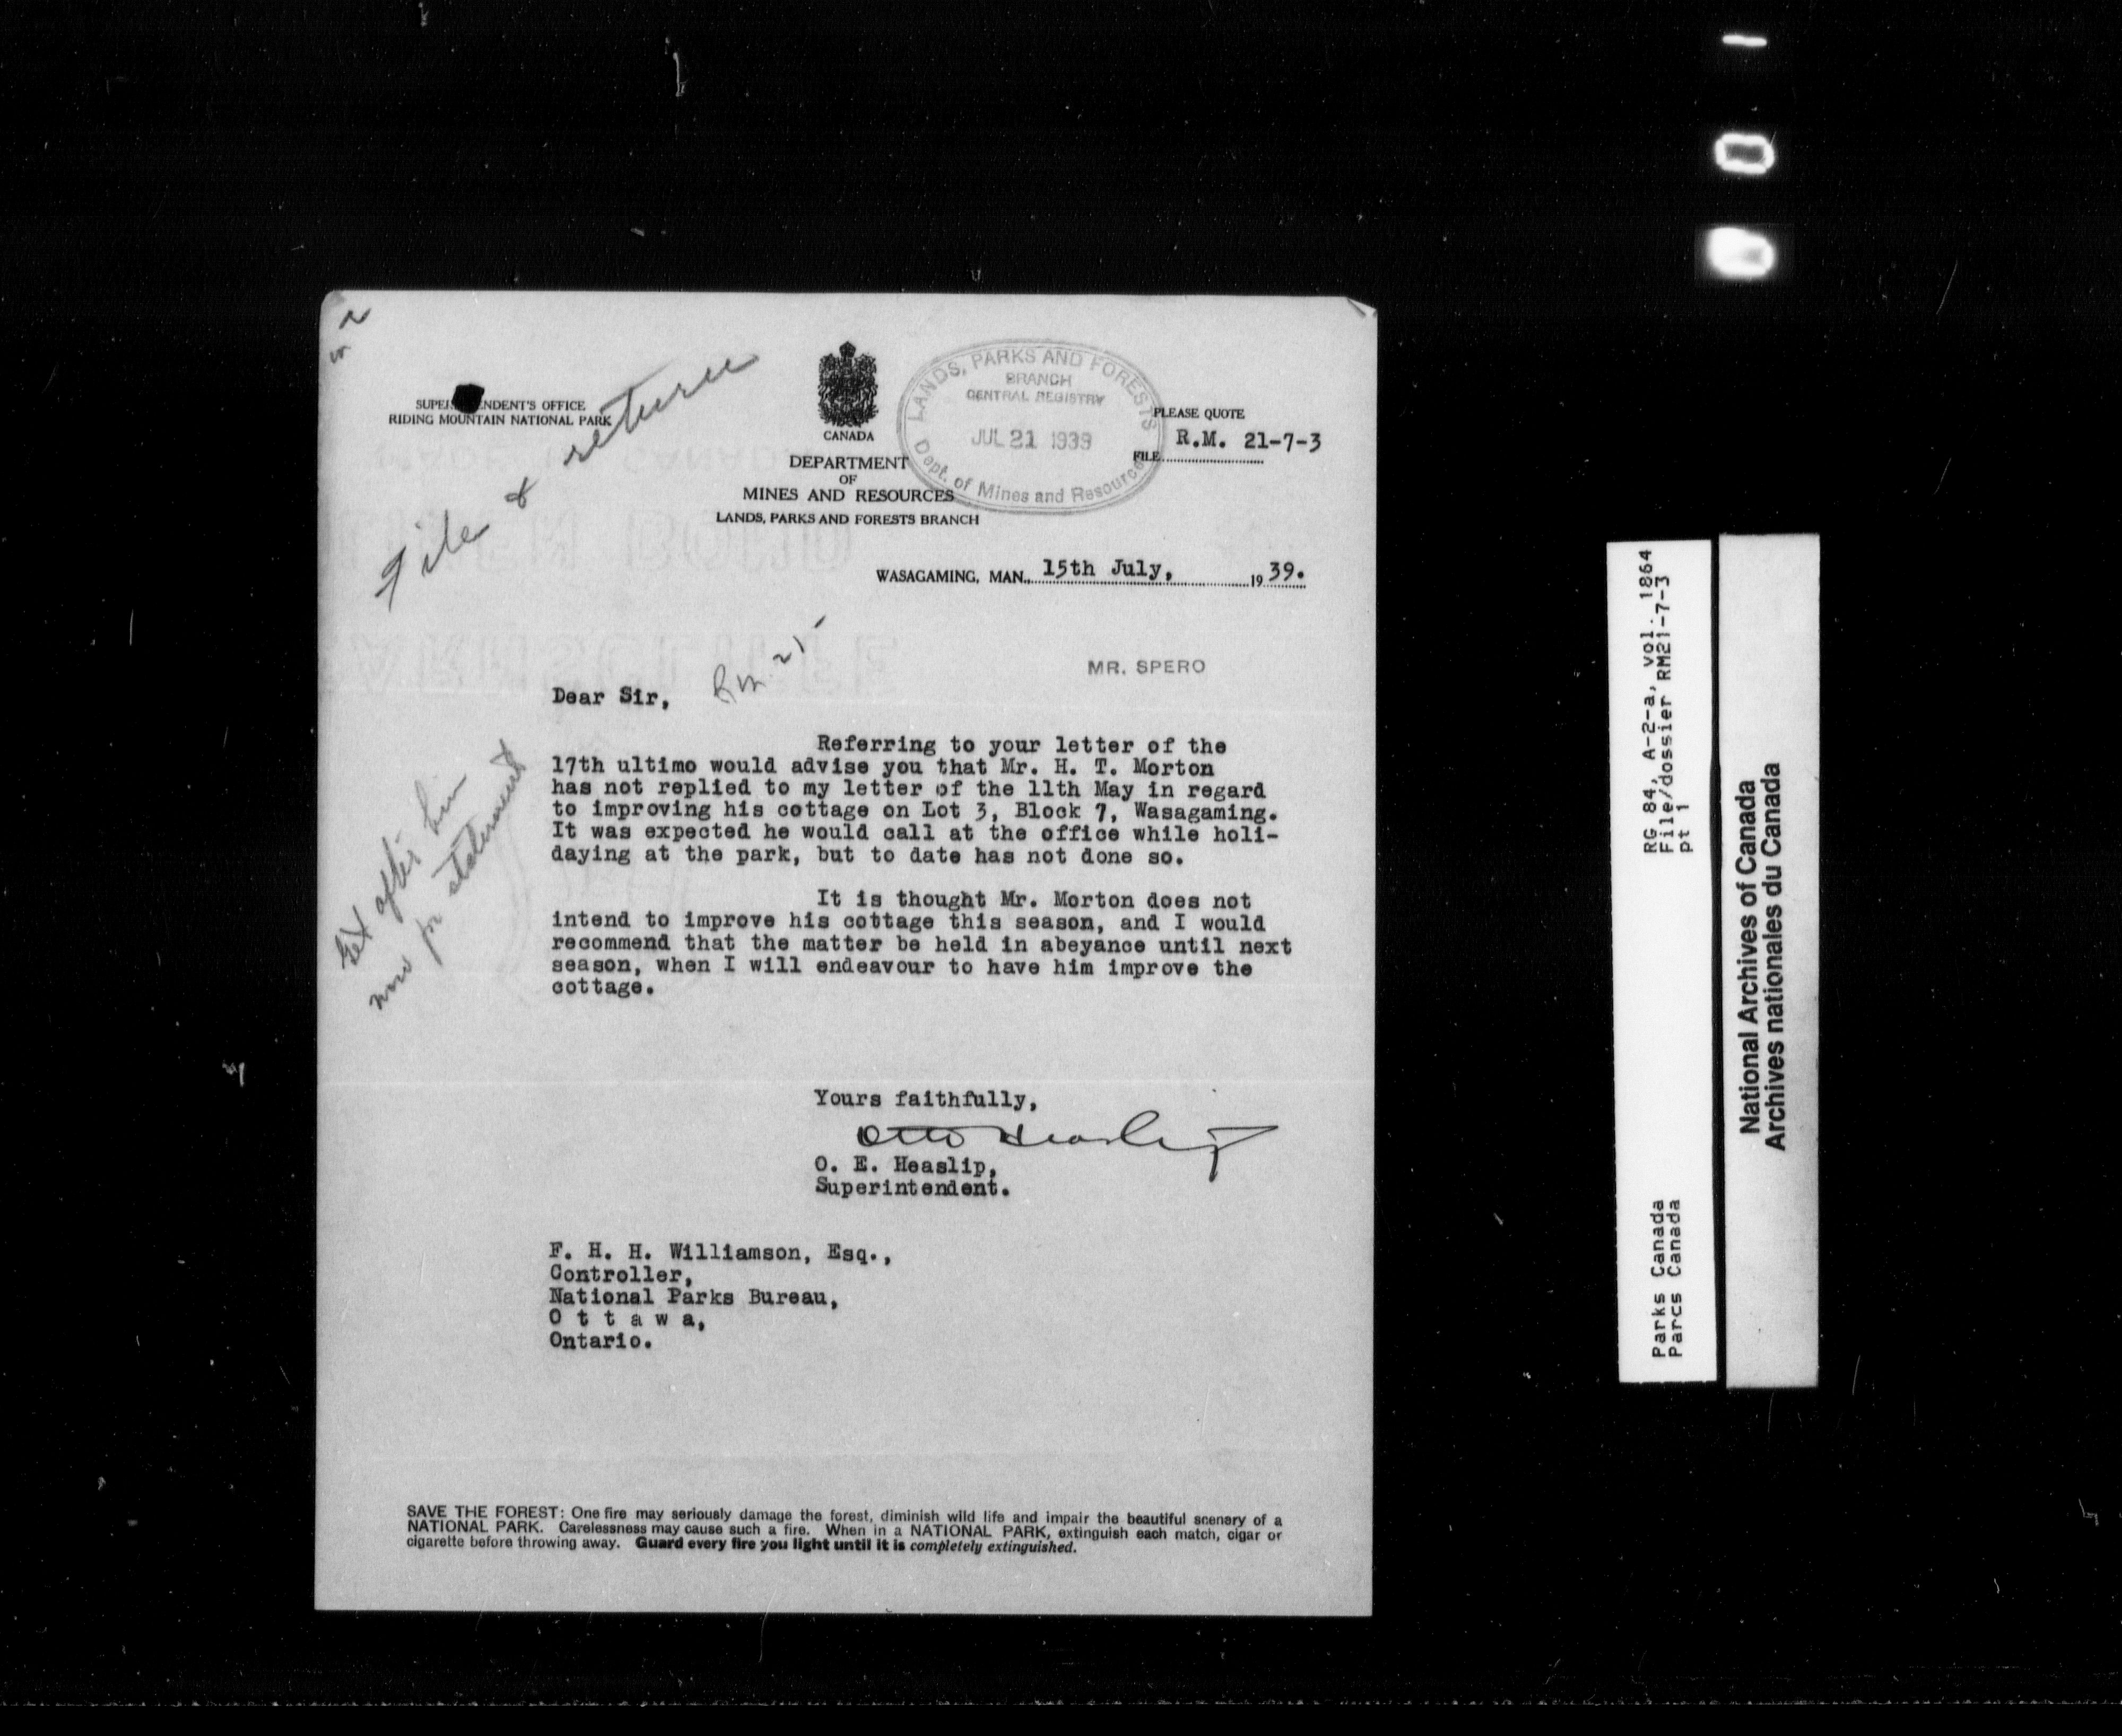 File & return
SUPERINTENDENT'S OFFICE
RIDING MOUNTAIN NATIONAL PARK
CANADA
DEPARTMENT
OF
MINES AND RESOURCES
LANDS, PARKS AND FORESTS BRANCH
LANDS, PARKS AND FORESTS
BRANCH
CENTRAL REGISTRY
JUL 21 1939
Dept. of Mines and Resources
PLEASE QUOTE
R.M. 21-7-3
FILE
WASAGAMING, MAN. 15th July, 1939.
MR. SPERO
Rm 21-
Dear Sir,
Referring to your letter of the
17th ultimo would advise you that Mr. H. T. Morton
has not replied to my letter of the 11th May in regard
to improving his cottage on Lot 3, Block 7, Wasagaming.
It was expected he would call at the office while holi-
daying at the park, but to date has not done so.
It is thought Mr. Morton does not
intend to improve his cottage this season, and I would
recommend that the matter be held in abeyance until next
season, when I will endeavour to have him improve the
cottage.
Get after him
now for statement
Yours faithfully,
Otto Heaslip
O. E. Heaslip,
Superintendent.
F. H. H. Williamson, Esq.,
Controller,
National Parks Bureau,
O t t a w a,
Ontario.
SAVE THE FOREST: One fire may seriously damage the forest, diminish wild life and impair the beautiful scenery of a
NATIONAL PARK. Carelessness may cause such a fire. When in a NATIONAL PARK, extinguish each match, cigar or
cigarette before throwing away. Guard every fire you light until it is completely extinguished.
RG 84, A-2-a, vol. 1864
File/dossier RM21-7-3
pt 1
Parks Canada
Parcs Canada
National Archives of Canada
Archives nationales du Canada